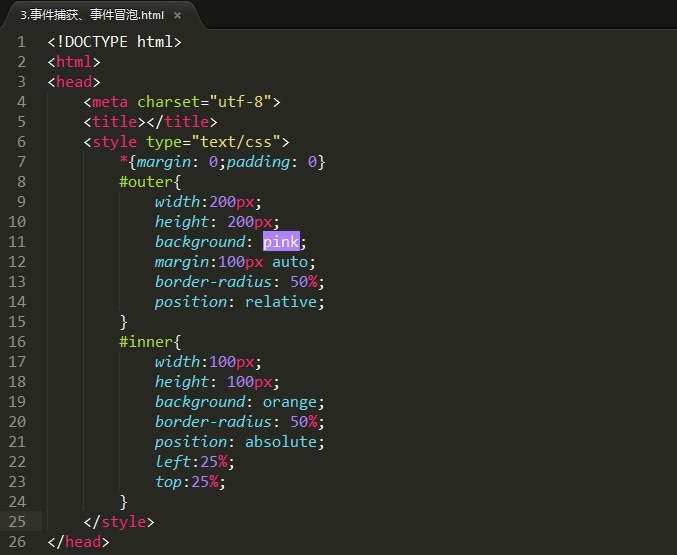 3.事件捕获、事件冒泡.html ×
1 <!DOCTYPE html>
2 <html>
3 <head>
4     <meta charset="utf-8">
5     <title></title>
6     <style type="text/css">
7         *{margin: 0;padding: 0}
8         #outer{
9             width:200px;
10             height: 200px;
11             background: pink;
12             margin:100px auto;
13             border-radius: 50%;
14             position: relative;
15         }
16         #inner{
17             width:100px;
18             height: 100px;
19             background: orange;
20             border-radius: 50%;
21             position: absolute;
22             left:25%;
23             top:25%;
24         }
25     </style>
26 </head>